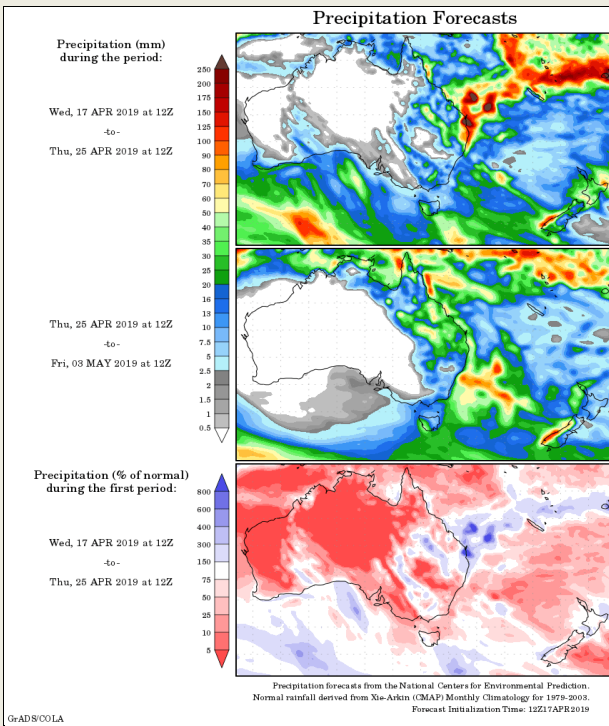 Precipitation Forecasts
Precipitation (mm)
during the period:
Wed, 17 APR 2019 at 12Z
-to-
Thu, 25 APR 2019 at 12Z
250
200
175
150
125
100
90
80
70
60
50
40
35
30
25
20
16
13
10
7.5
5
2.5
2
1.5
1
0.5
Thu, 25 APR 2019 at 12Z
-to-
Fri, 03 MAY 2019 at 12Z
Precipitation (% of normal)
during the first period:
Wed, 17 APR 2019 at 12Z
-to-
Thu, 25 APR 2019 at 12Z
800
600
400
300
150
75
50
25
10
5
Precipitation forecasts from the National Centers for Environmental Prediction.
Normal rainfall derived from Xie-Arkin (CMAP) Monthly Climatology for 1979-2003.
Forecast Initialization Time: 12Z17APR2019
GrADS/COLA